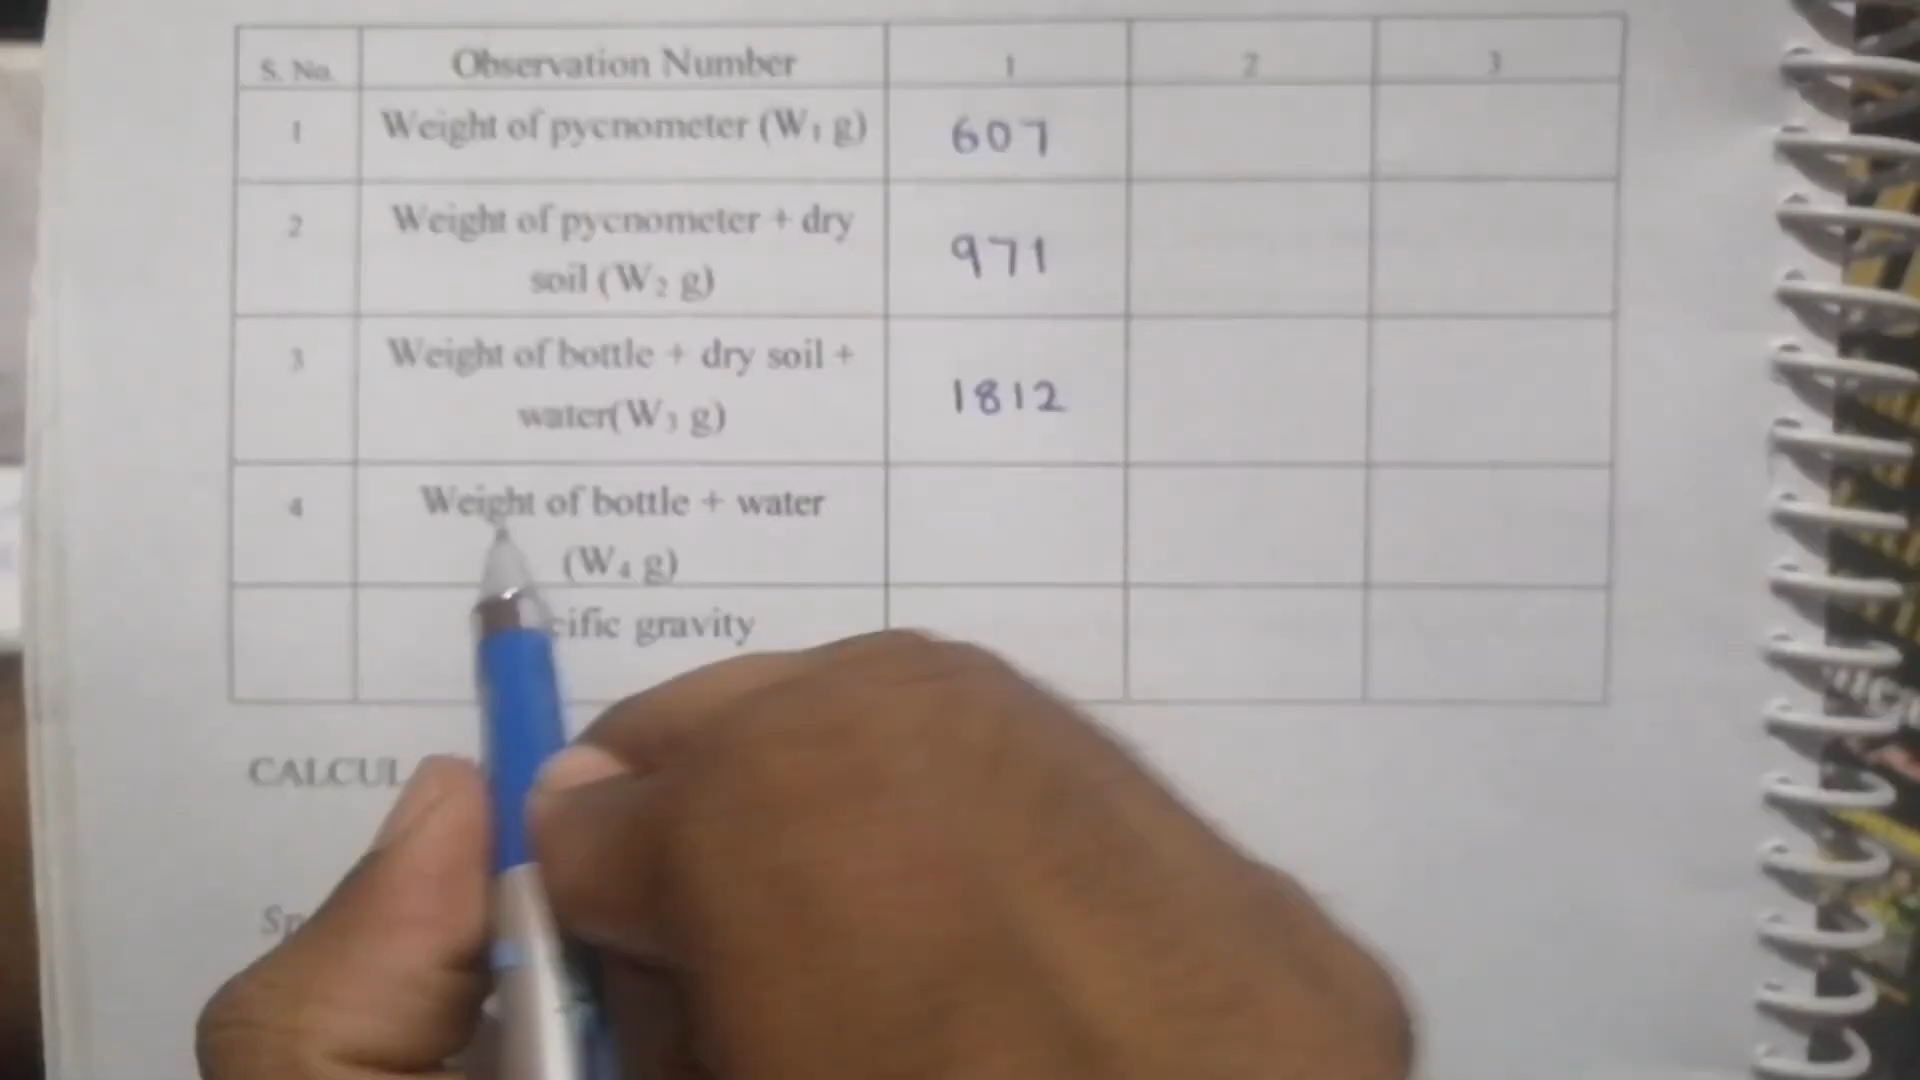 S. No. Observation Number 1 2 3
1 Weight of pycnometer (W1 g) 607
2 Weight of pycnometer + dry
soil (W2 g) 971
3 Weight of bottle + dry soil +
water(W3 g) 1812
4 Weight of bottle + water
(W4 g)
cific gravity
CALCUL
Sp